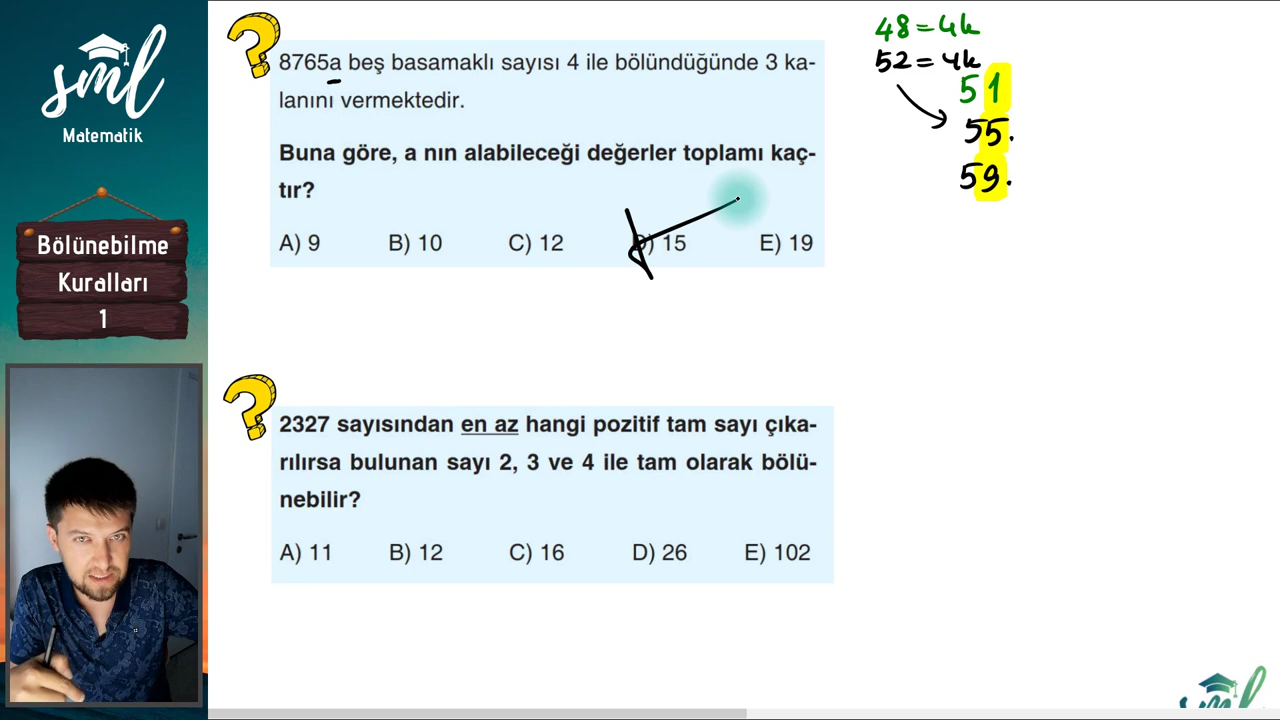 sml
Matematik
Bölünebilme
Kuralları
1
8765a beş basamaklı sayısı 4 ile bölündüğünde 3 ka-
lanını vermektedir.
Buna göre, a nın alabileceği değerler toplamı kaç-
tır?
A) 9 B) 10 C) 12 D) 15 E) 19
48=4k
52=4k
51
55.
59.
2327 sayısından en az hangi pozitif tam sayı çıka-
rılırsa bulunan sayı 2, 3 ve 4 ile tam olarak bölü-
nebilir?
A) 11 B) 12 C) 16 D) 26 E) 102
sml